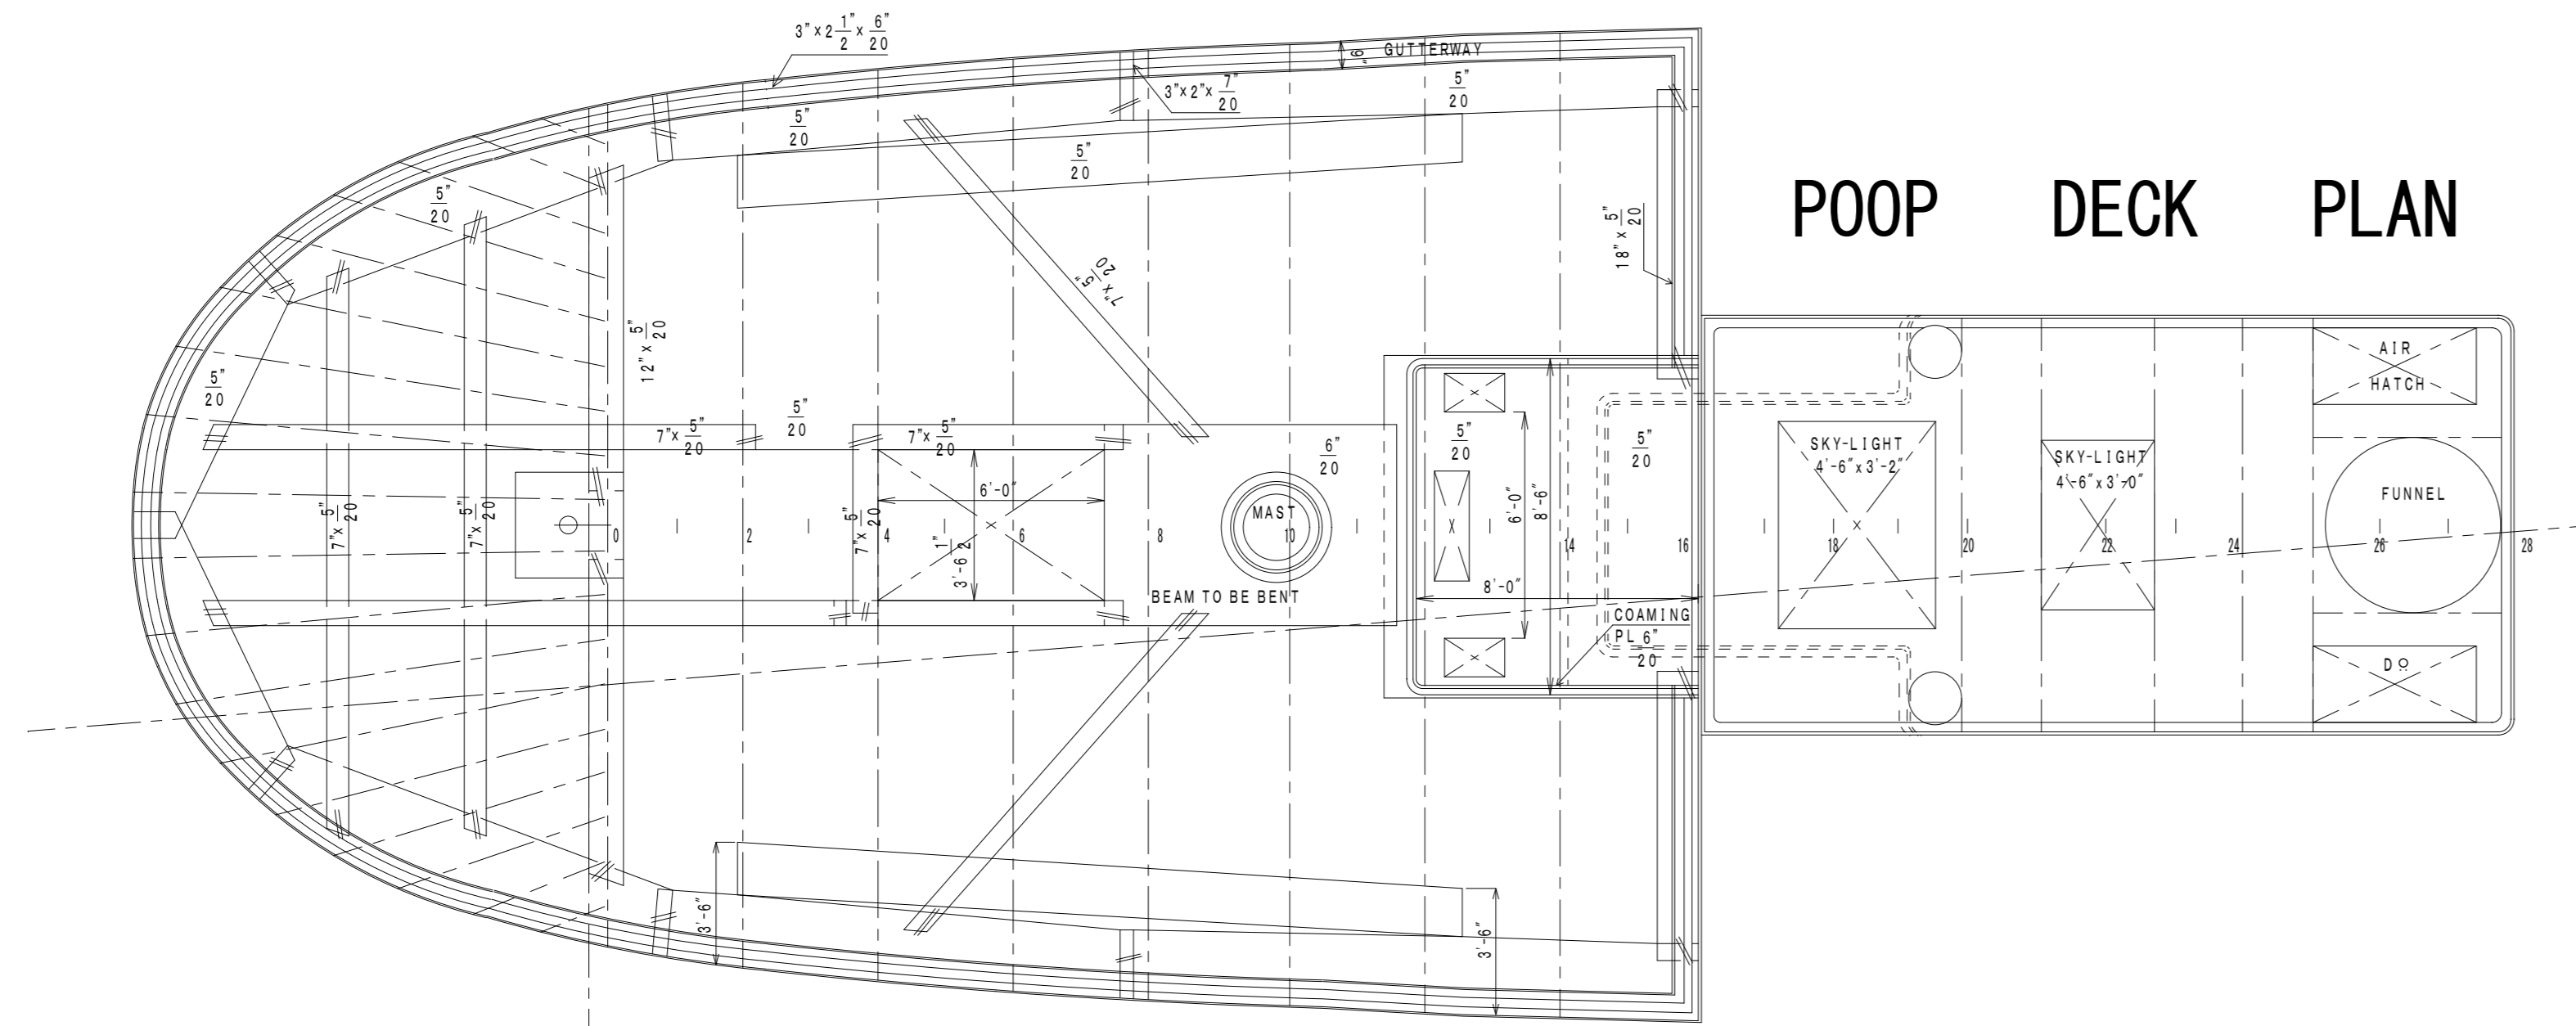 POOP DECK PLAN
3"×2 1/2"×6"/20
6"
GUTTERWAY
3"×2"×7"/20
5"/20
5"/20
5"/20
5"/20
18"×5"/20
7"×5"/20
12"×5"/20
5"/20
7"×5"/20
5"/20
7"×5"/20
6"/20
5"/20
5"/20
7"×5"/20
7"×5"/20
7"×5"/20
6'-0"
3'-6 1/2"
MAST
BEAM TO BE BENT
6'-0"
8'-6"
8'-0"
COAMING
PL 6"/20
SKY-LIGHT
4'-6"×3'-2"
SKY-LIGHT
4'-6"×3'-0"
AIR
HATCH
FUNNEL
Dº
0 2 4 6 8 10 14 16 18 20 22 24 26 28
3'-6"
3'-6"